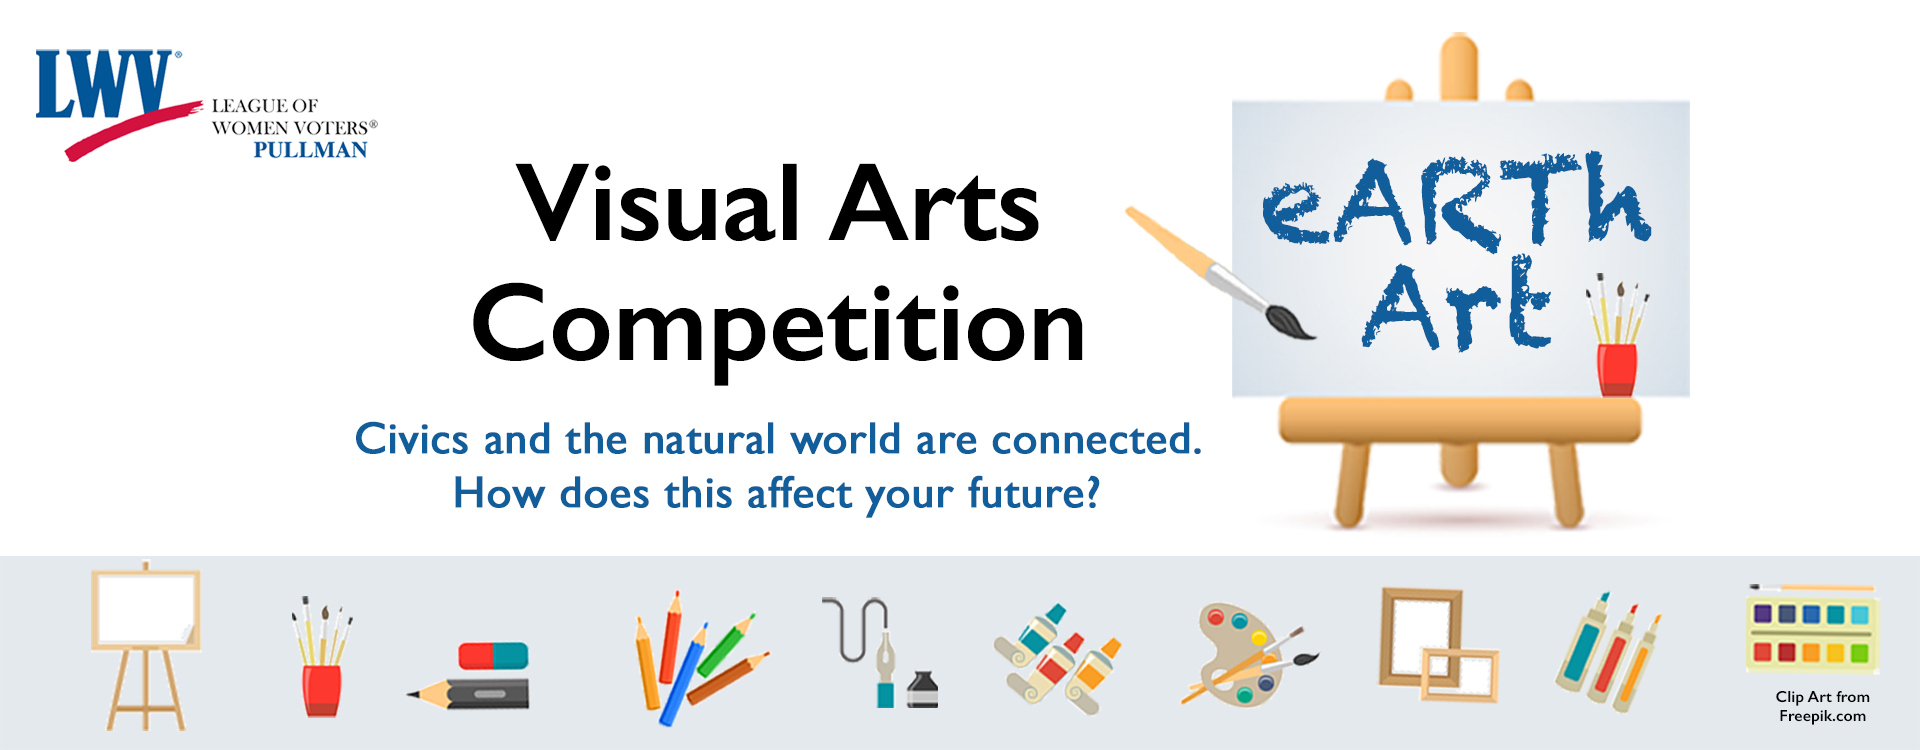 LWV®
LEAGUE OF
WOMEN VOTERS®
PULLMAN
Visual Arts
Competition
Civics and the natural world are connected.
How does this affect your future?
eARTh
Art
Clip Art from
Freepik.com